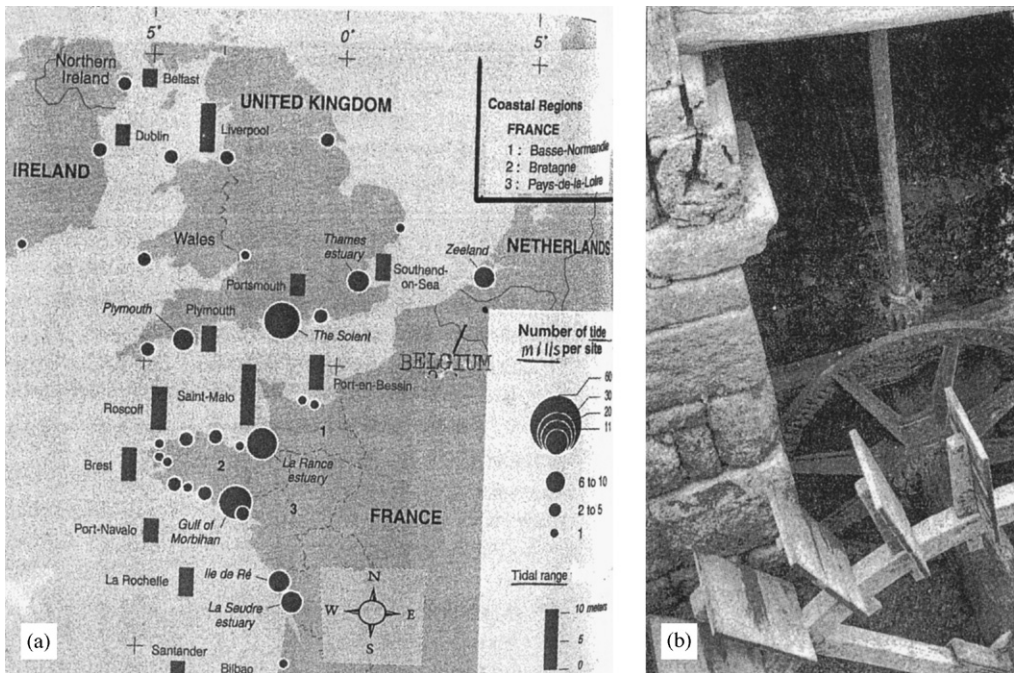 5°
0°
5°
Northern
Ireland
Belfast
UNITED KINGDOM
Dublin
Liverpool
IRELAND
Coastal Regions
FRANCE
1 : Basse-Normandie
2 : Bretagne
3 : Pays-de-la-Loire
Wales
Thames
estuary
Zeeland
NETHERLANDS
Portsmouth
Southend-
on-Sea
Plymouth
Plymouth
The Solent
BELGIUM
Port-en-Bessin
Roscoff
Saint-Malo
1
Brest
2
La Rance
estuary
3
FRANCE
Gulf of
Morbihan
Port-Navalo
Ile de Ré
La Rochelle
La Seudre
estuary
N
W
E
S
Santander
Bilbao
Number of tide
mills per site
60
30
20
11
6 to 10
2 to 5
1
Tidal range
10 meters
5
0
(a)
(b)